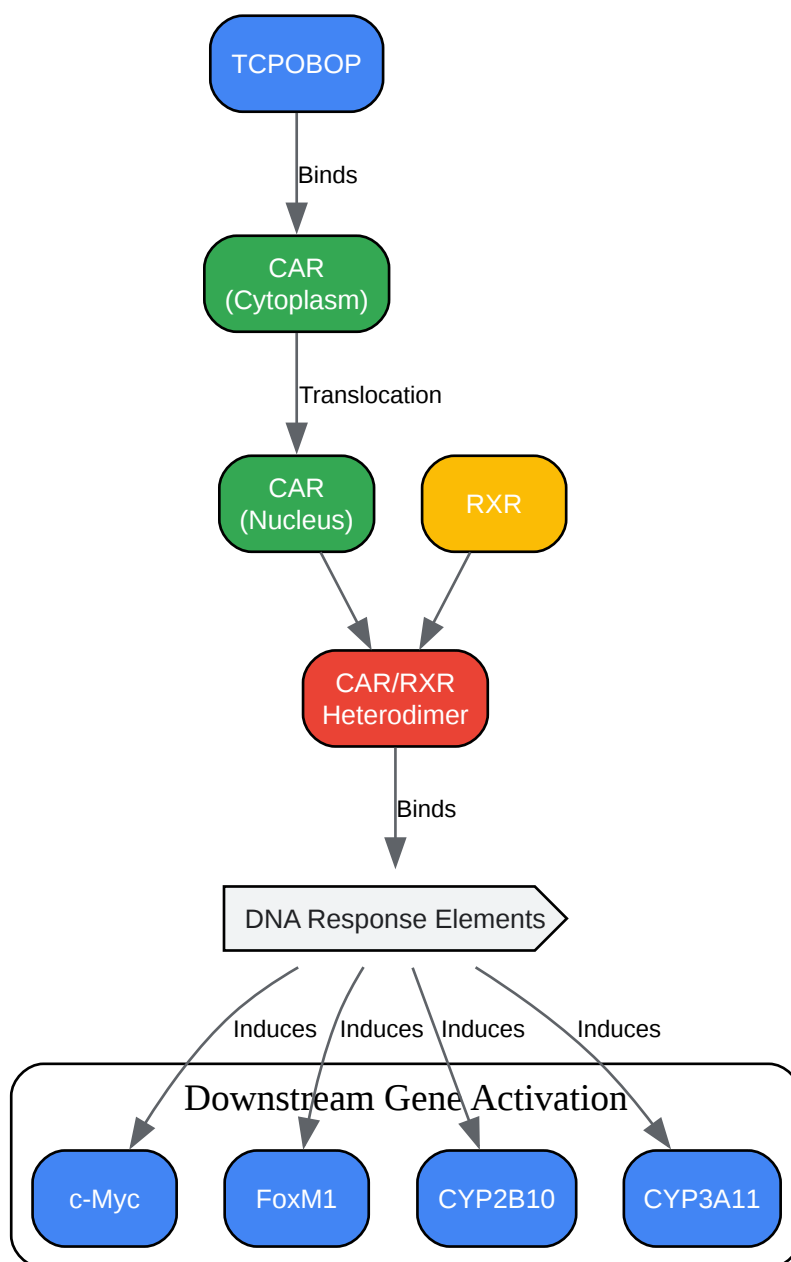 TCPOBOP
Binds
CAR
(Cytoplasm)
Translocation
CAR
(Nucleus)
RXR
CAR/RXR
Heterodimer
Binds
DNA Response Elements
Induces
Induces
Induces
Induces
Downstream Gene Activation
c-Myc
FoxM1
CYP2B10
CYP3A11